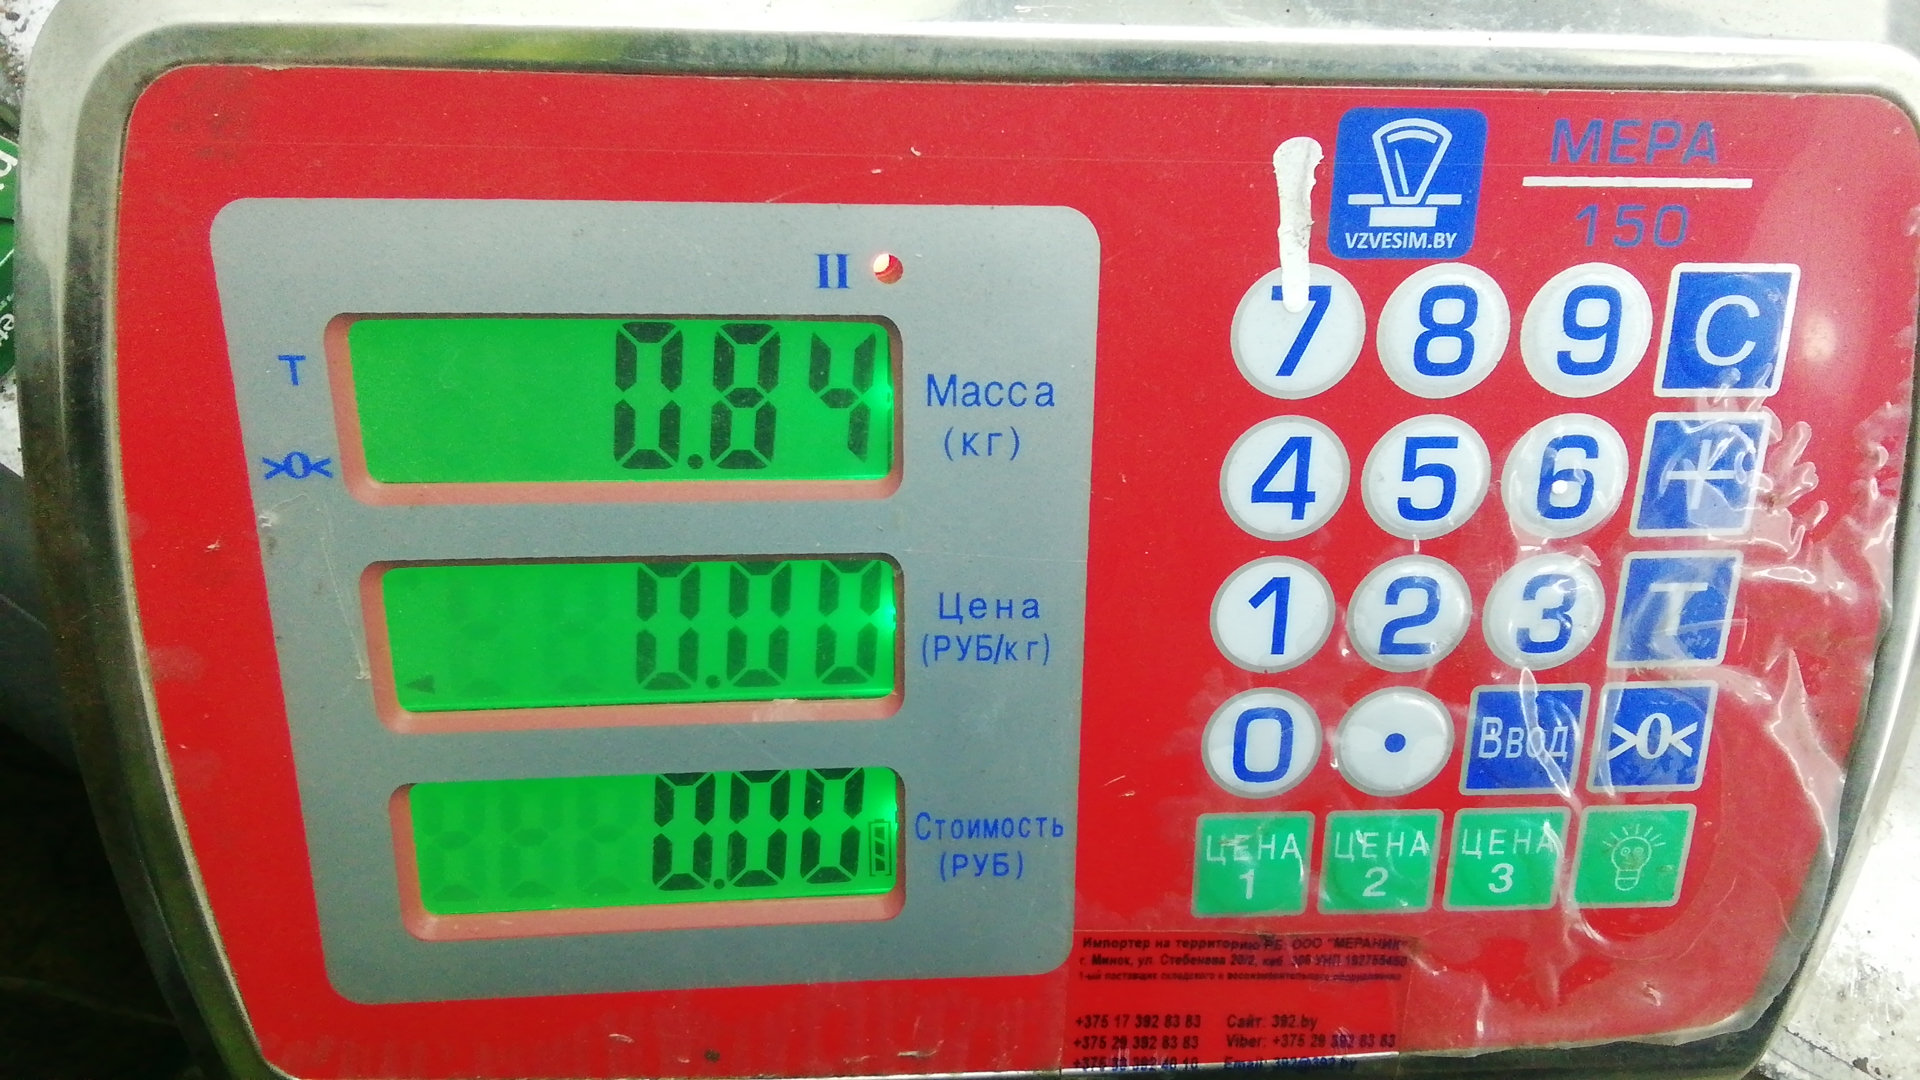 II
T
>0<
0.84
Масса
(кг)
0.00
Цена
(РУБ/кг)
0.00
Стоимость
(РУБ)
VZVESIM.BY
МЕРА
150
7 8 9 C
4 5 6
1 2 3 T
0 . Ввод >0<
ЦЕНА 1 ЦЕНА 2 ЦЕНА 3
Импортер на территорию РБ: ООО "МЕРАНИК"
г. Минск, ул.
+375 17 392 83 83 Сайт: 392.by
+375 29 392 83 83 Viber: +375 29 392 83 83
Email: